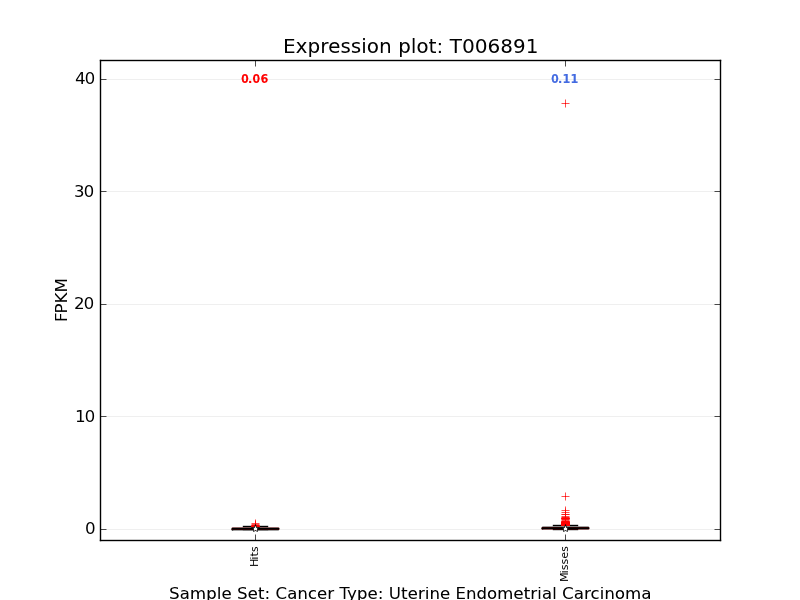 Expression plot: T006891
0.06
0.11
40
30
20
10
0
FPKM
Hits
Misses
Sample Set: Cancer Type: Uterine Endometrial Carcinoma